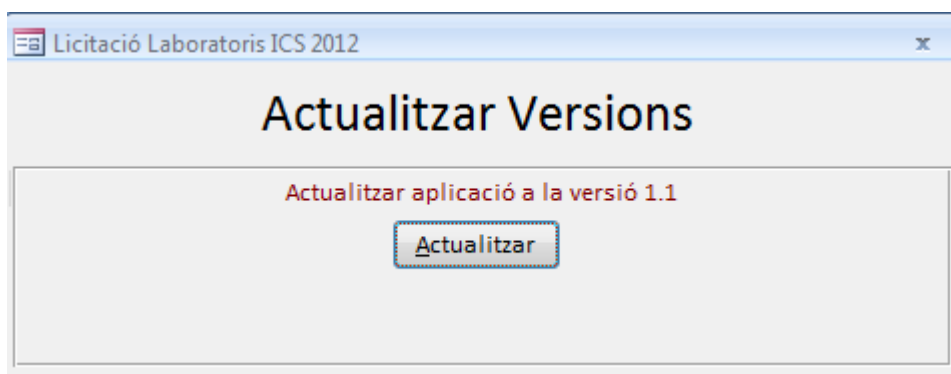 Licitació Laboratoris ICS 2012
Actualitzar Versions
Actualitzar aplicació a la versió 1.1
Actualitzar